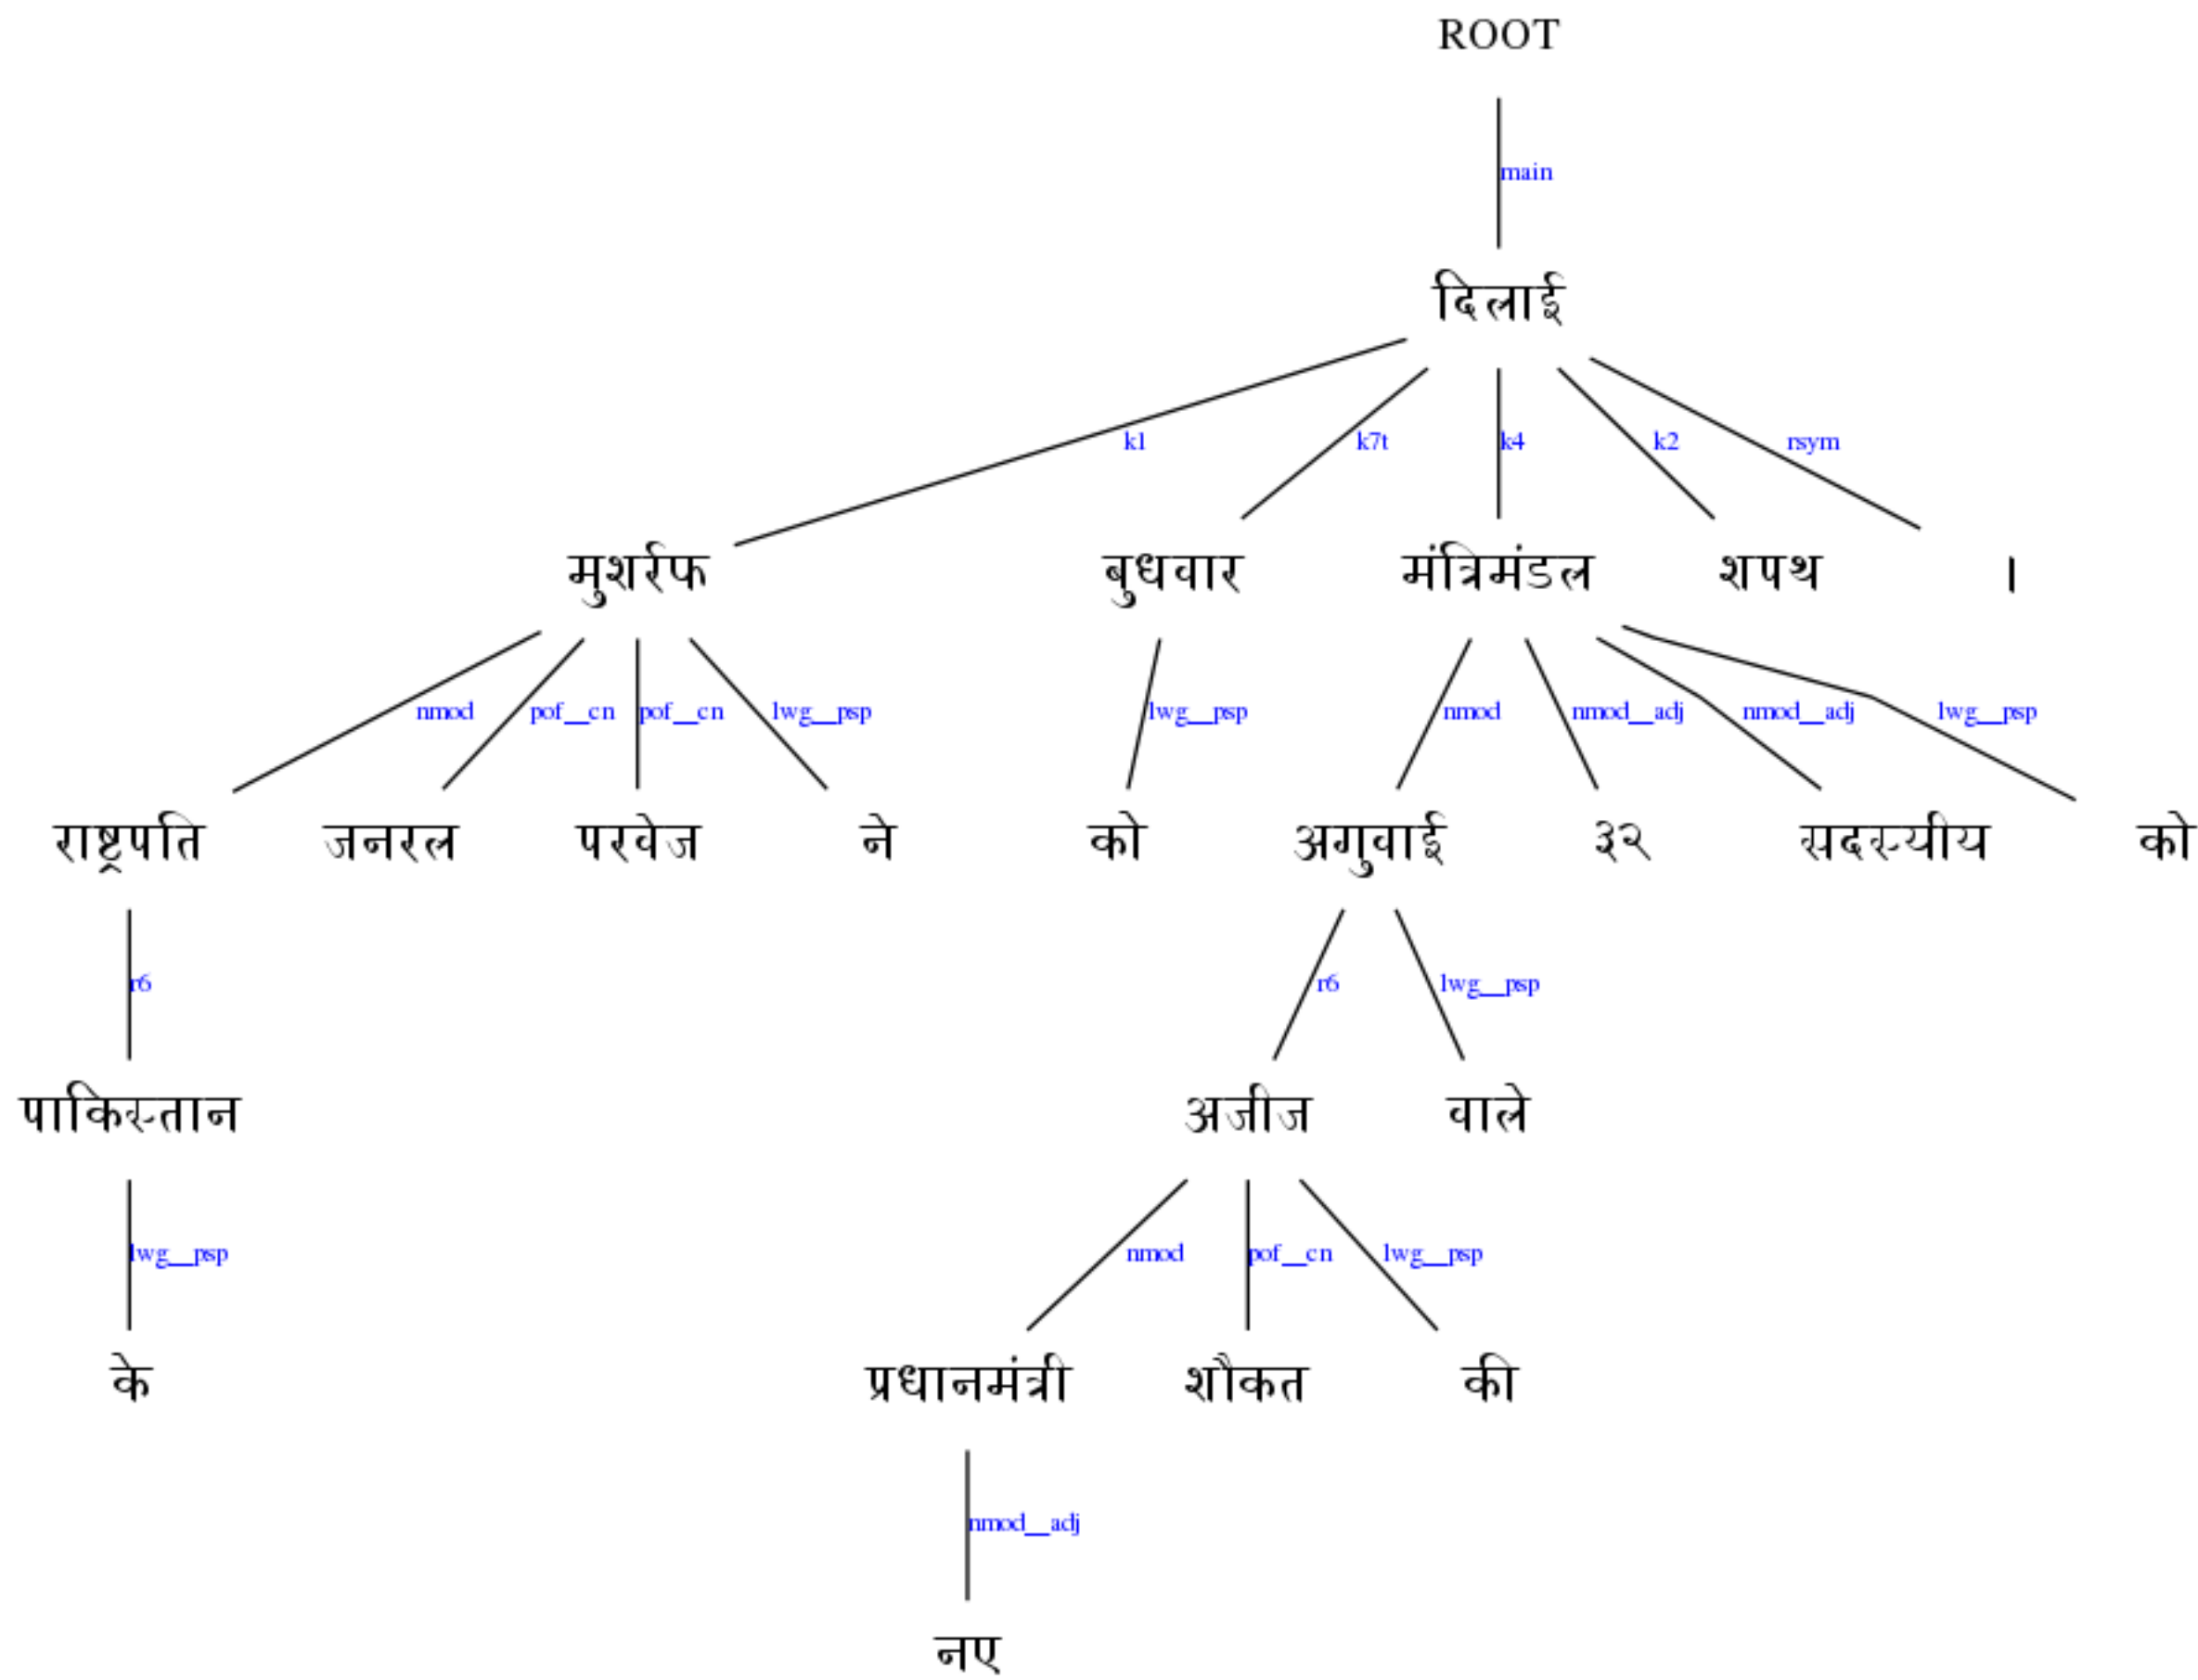 ROOT
main
दिलाई
k1 k7t k4 k2 rsym
मुशर्रफ बुधवार मंत्रिमंडल शपथ ।
nmod pof__cn pof__cn lwg__psp lwg__psp nmod nmod__adj nmod__adj lwg__psp
राष्ट्रपति जनरल परवेज ने को अगुवाई ३२ सदस्यीय को
r6 r6 lwg__psp
पाकिस्तान अजीज वाले
lwg__psp nmod pof__cn lwg__psp
के प्रधानमंत्री शौकत की
nmod__adj
नए